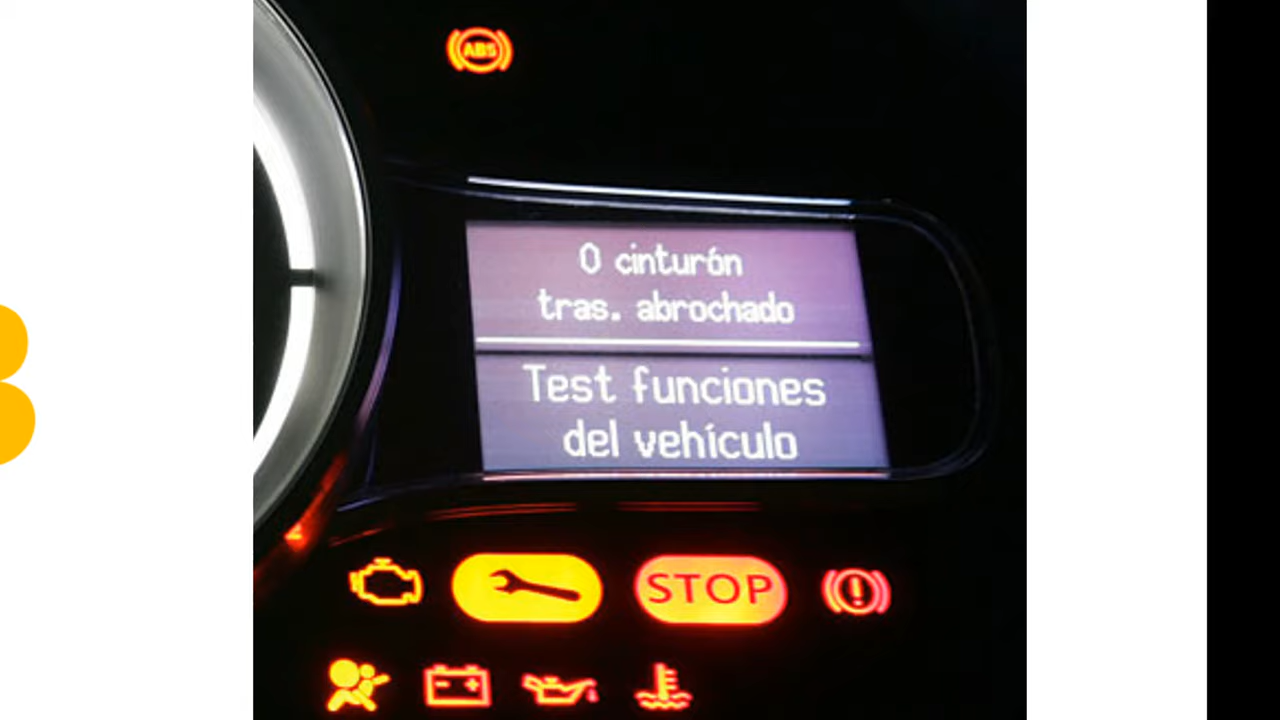 ABS
0 cinturón
tras. abrochado
Test funciones
del vehículo
STOP